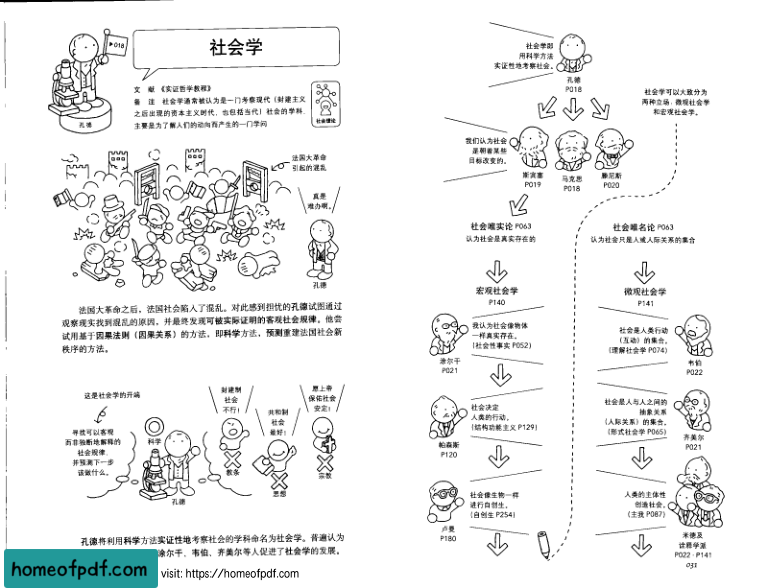 ▶018
社会学
孔德
文　献　《实证哲学教程》
备　注　社会学通常被认为是一门考察现代（封建主义
之后出现的资本主义时代，也包括当代）社会的学科，
主要是为了解人们的动向而产生的一门学问
社会理论
法国大革命
引起的混乱
真是
难办啊。
孔德
法国大革命之后，法国社会陷入了混乱。对此感到担忧的孔德试图通过
观察现实找到混乱的原因，并最终发现可被实际证明的客观社会规律。他尝
试用基于因果法则（因果关系）的方法，即科学方法，预测重建法国社会新
秩序的方法。
这是社会学的开端
寻找可以客观
而非独断地解释的
社会规律，
并预测下一步
该做什么。
科学
孔德
封建制
社会
不行！
教条
共和制
社会
最好！
思想
愿上帝
保佑社会
安定！
宗教
孔德将利用科学方法实证性地考察社会的学科命名为社会学。普遍认为
涂尔干、韦伯、齐美尔等人促进了社会学的发展。
homeofpdf.com
visit: https://homeofpdf.com
社会学即
用科学方法
实证性地考察社会。
孔德
P018
社会学可以大致分为
两种立场：微观社会学
和宏观社会学。
我们认为社会
是朝着某些
目标改变的。
斯宾塞
P019
马克思
P018
滕尼斯
P020
社会唯实论 P063
认为社会是真实存在的
社会唯名论 P063
认为社会只是人或人际关系的集合
宏观社会学
P140
微观社会学
P141
我认为社会像物体
一样真实存在。
（社会性事实 P052）
涂尔干
P021
社会是人类行动
（互动）的集合。
（理解社会学 P074）
韦伯
P022
社会决定
人类的行动。
（结构功能主义 P129）
帕森斯
P120
社会是人与人之间的
抽象关系
（人际关系）的集合。
（形式社会学 P065）
齐美尔
P021
社会像生物一样
进行自创生。
（自创生 P254）
卢曼
P180
人类的主体性
创造社会。
（主我 P087）
米德及
诠释学派
P022 · P141
031